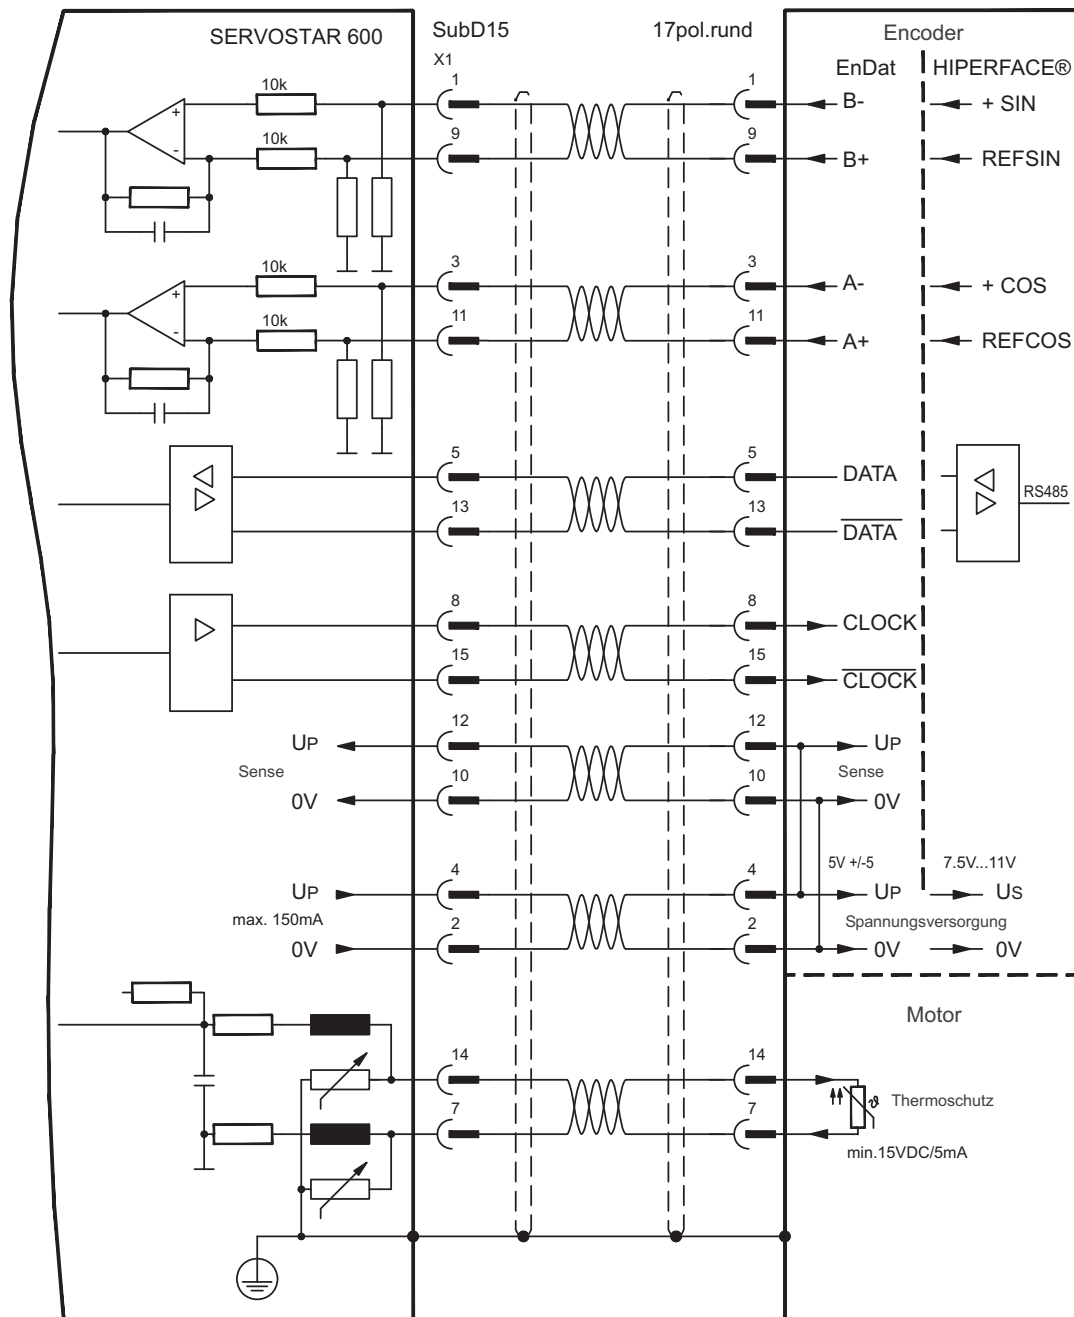 SERVOSTAR 600
SubD15
17pol.rund
Encoder
X1
EnDat
HIPERFACE®
10k
1
1
B-
+ SIN
+
-
10k
9
9
B+
REFSIN
10k
3
3
A-
+ COS
+
-
10k
11
11
A+
REFCOS
5
5
DATA
RS485
13
13
DATA
8
8
CLOCK
15
15
CLOCK
UP
12
12
UP
Sense
Sense
0V
10
10
0V
5V +/-5
7.5V...11V
UP
4
4
UP
US
max. 150mA
Spannungsversorgung
0V
2
2
0V
0V
Motor
14
14
ϑ
Thermoschutz
7
7
min.15VDC/5mA